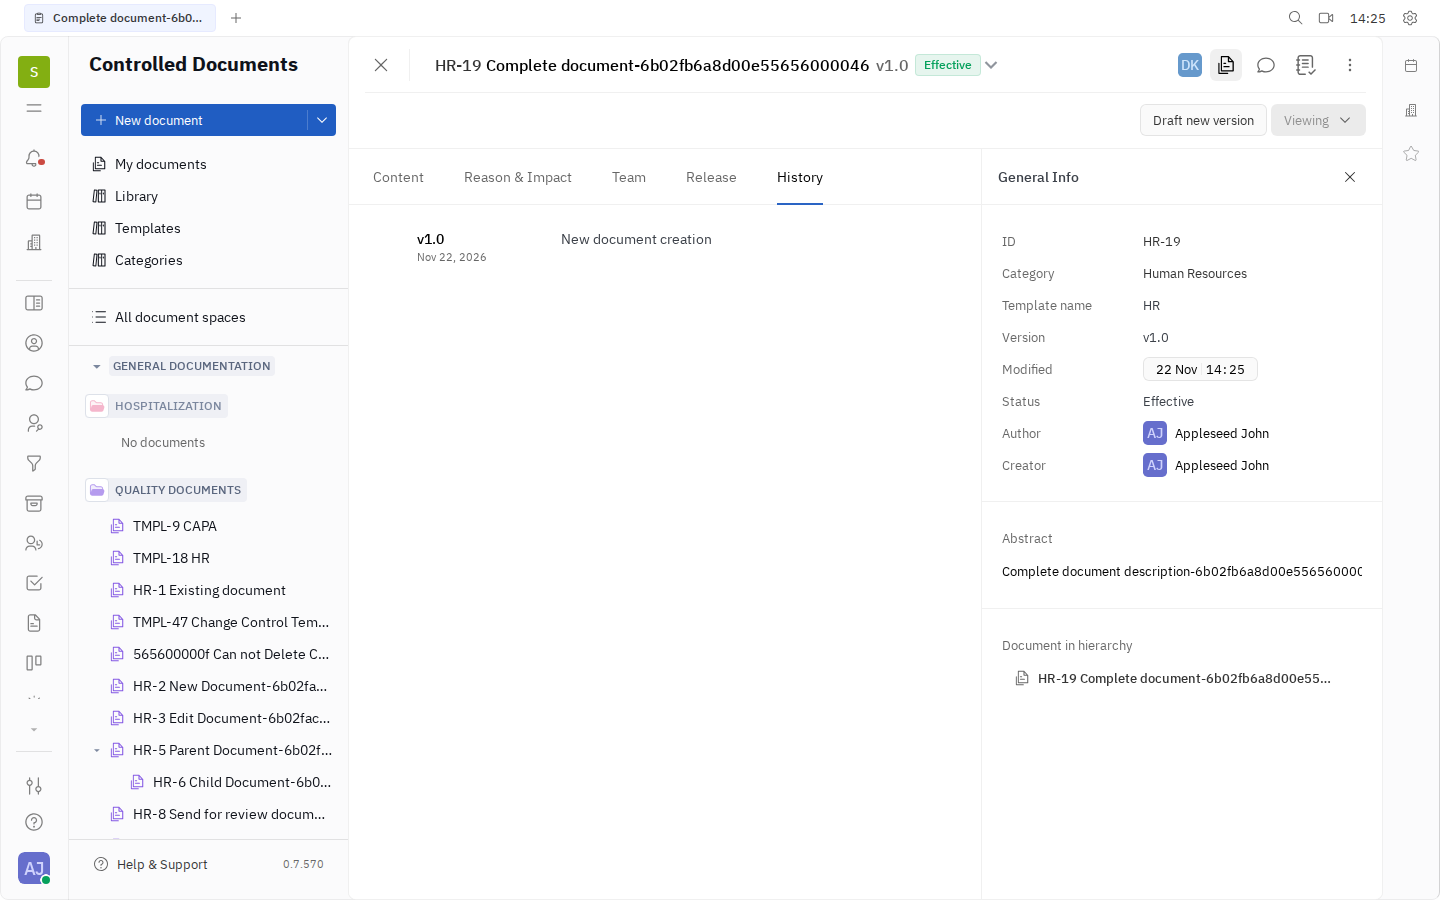 Complete document-6b0...
14:25
S
Controlled Documents
New document
My documents
Library
Templates
Categories
All document spaces
GENERAL DOCUMENTATION
HOSPITALIZATION
No documents
QUALITY DOCUMENTS
TMPL-9 CAPA
TMPL-18 HR
HR-1 Existing document
TMPL-47 Change Control Tem...
565600000f Can not Delete C...
HR-2 New Document-6b02fa...
HR-3 Edit Document-6b02fac...
HR-5 Parent Document-6b02f...
HR-6 Child Document-6b0...
HR-8 Send for review docum...
Help & Support
0.7.570
AJ
HR-19 Complete document-6b02fb6a8d00e55656000046 v1.0 Effective
DK
Draft new version
Viewing
Content Reason & Impact Team Release History
v1.0 New document creation
Nov 22, 2026
General Info
ID HR-19
Category Human Resources
Template name HR
Version v1.0
Modified 22 Nov 14:25
Status Effective
Author AJ Appleseed John
Creator AJ Appleseed John
Abstract
Complete document description-6b02fb6a8d00e556560000
Document in hierarchy
HR-19 Complete document-6b02fb6a8d00e55...